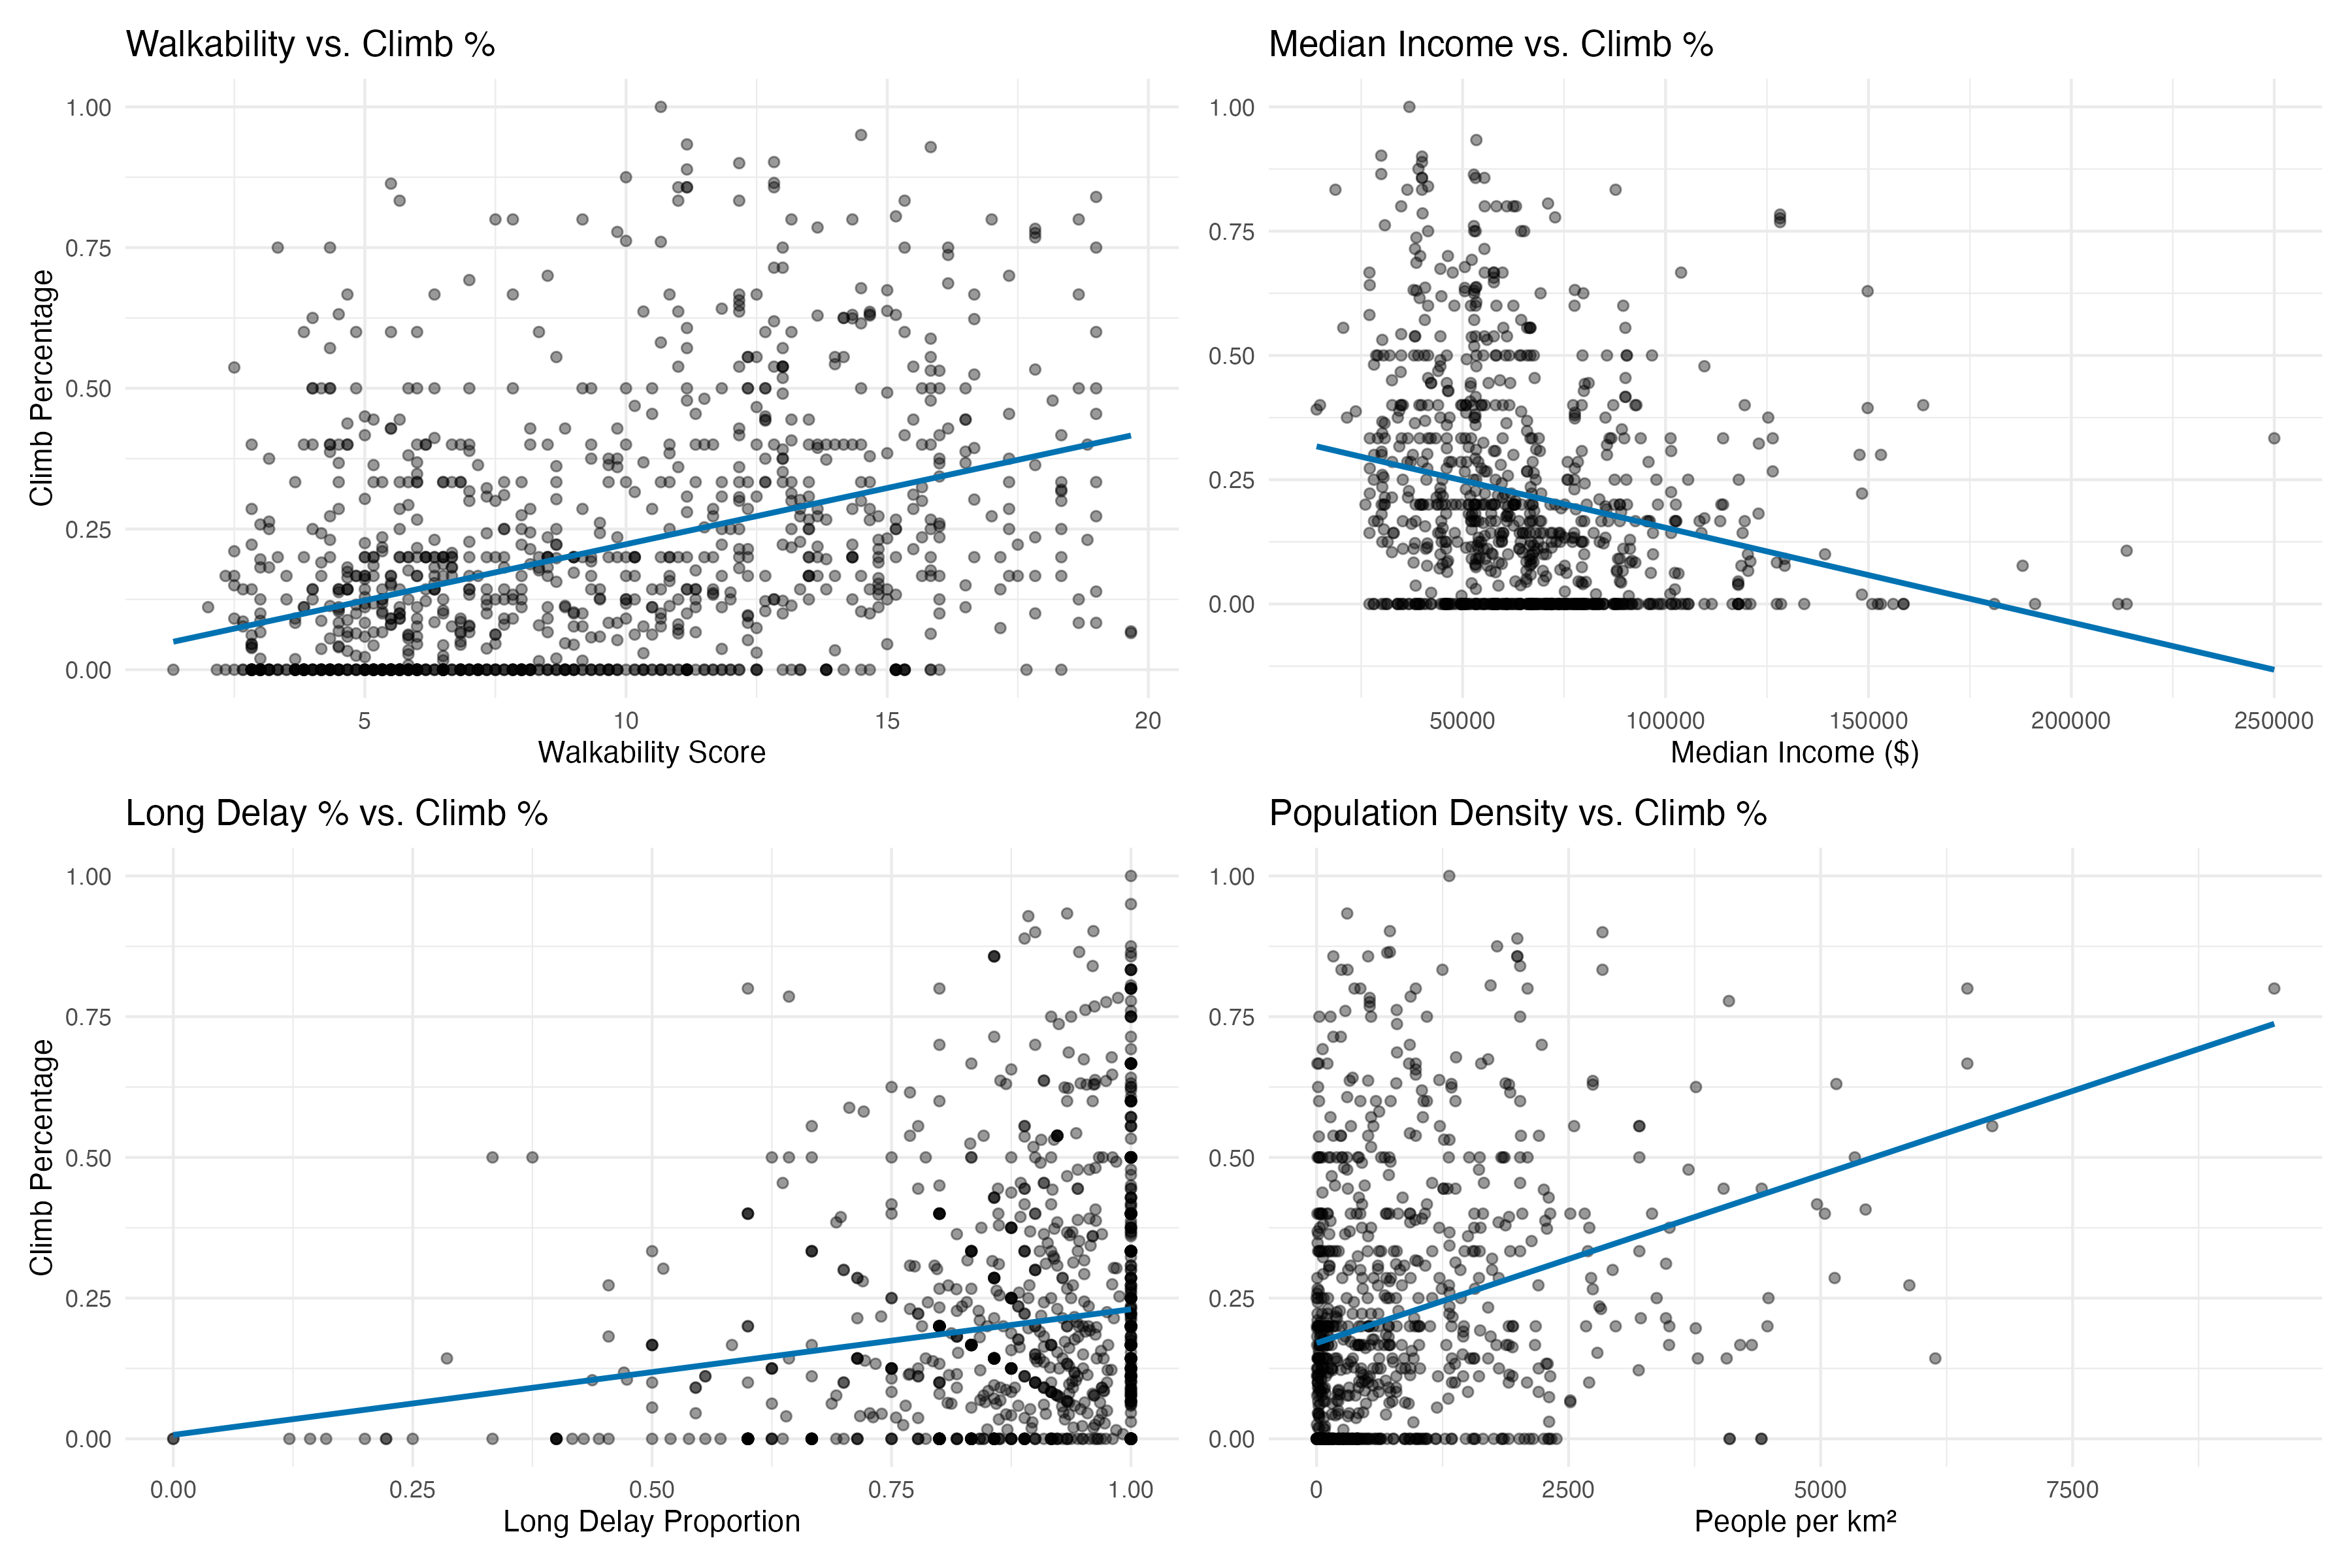 Walkability vs. Climb %
Climb Percentage
1.00
0.75
0.50
0.25
0.00
5 10 15 20
Walkability Score
Median Income vs. Climb %
1.00
0.75
0.50
0.25
0.00
50000 100000 150000 200000 250000
Median Income ($)
Long Delay % vs. Climb %
Climb Percentage
1.00
0.75
0.50
0.25
0.00
0.00 0.25 0.50 0.75 1.00
Long Delay Proportion
Population Density vs. Climb %
1.00
0.75
0.50
0.25
0.00
0 2500 5000 7500
People per km²